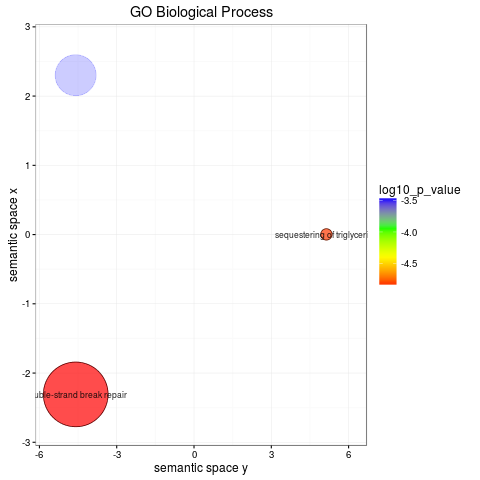 GO Biological Process
3
2
1
0
-1
-2
-3
semantic space x
sequestering of triglyceri
uble-strand break repair
-6
-3
0
3
6
semantic space y
log10_p_value
-3.5
-4.0
-4.5